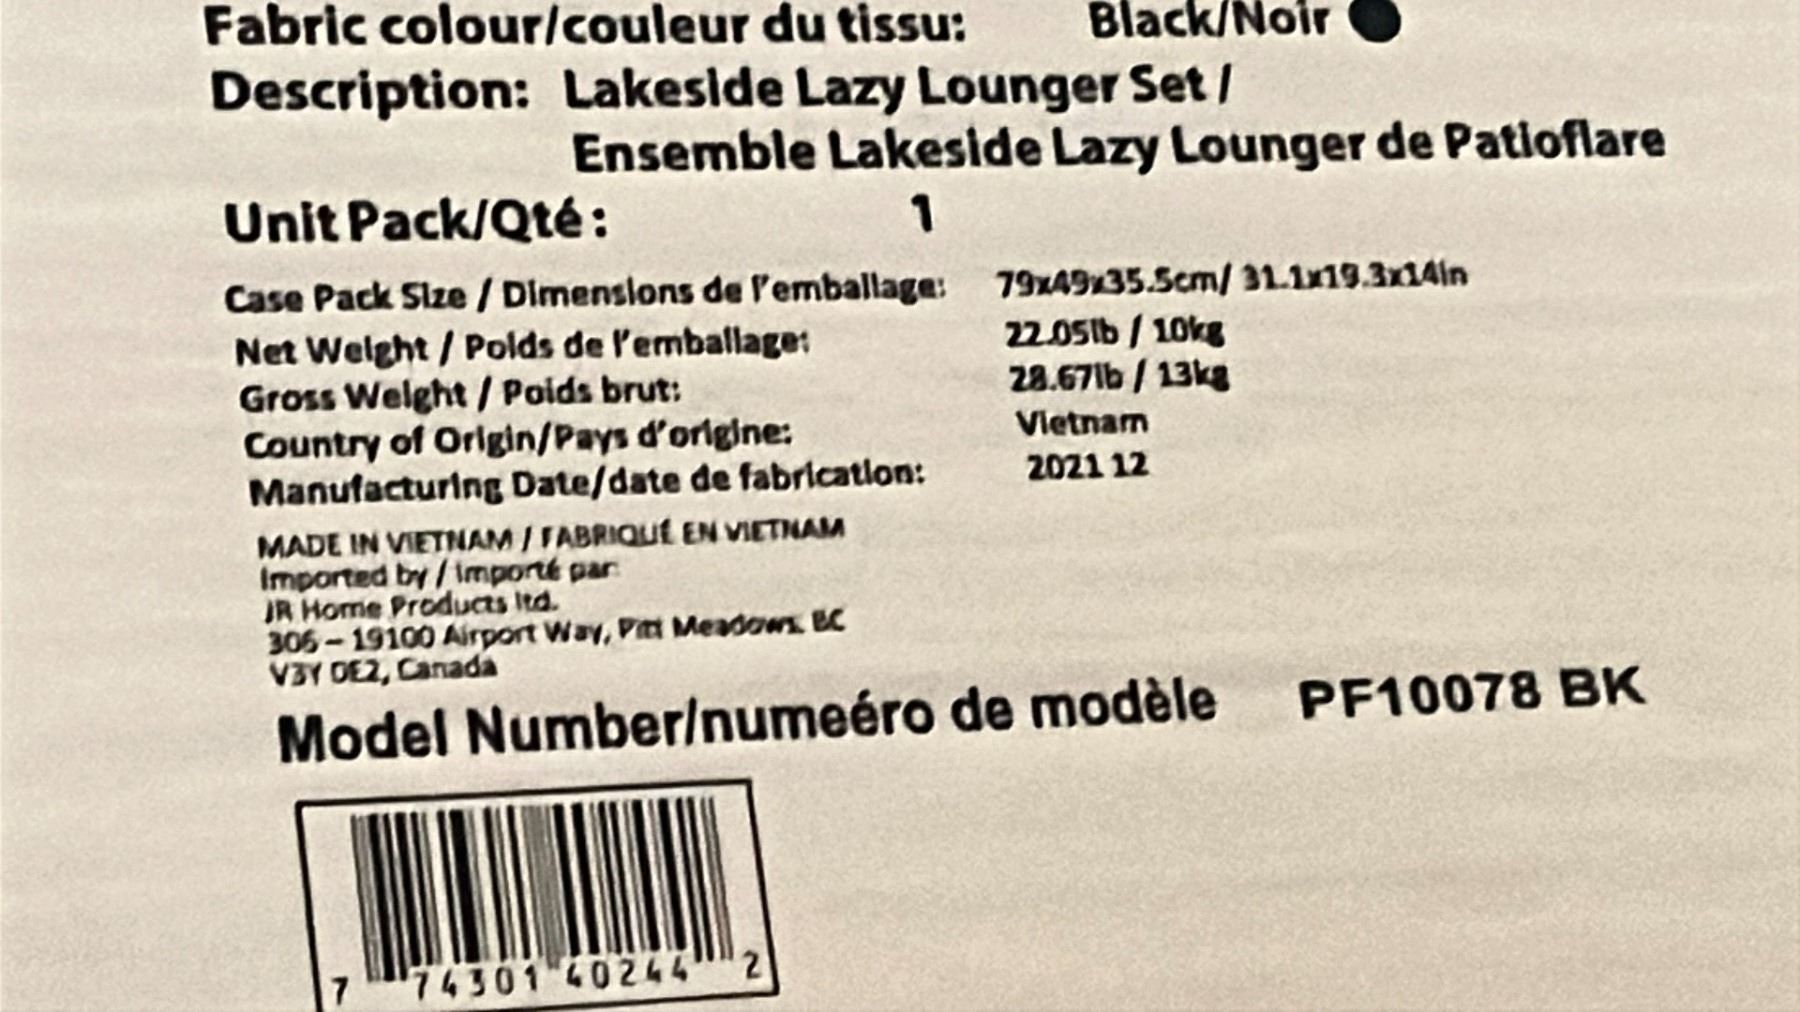 Fabric colour/couleur du tissu: Black/Noir
Description: Lakeside Lazy Lounger Set /
Ensemble Lakeside Lazy Lounger de Patioflare
Unit Pack/Qté: 1
Case Pack Size / Dimensions de l'emballage: 79x49x35.5cm/ 31.1x19.3x14in
Net Weight / Poids de l'emballage: 22.05lb / 10kg
Gross Weight / Poids brut: 28.67lb / 13kg
Country of Origin/Pays d'origine: Vietnam
Manufacturing Date/date de fabrication: 2021 12
MADE IN VIETNAM / FABRIQUÉ EN VIETNAM
Imported by / Importé par:
JR Home Products ltd.
306 – 19100 Airport Way, Pitt Meadows, BC
V3Y 0E2, Canada
Model Number/numeéro de modèle PF10078 BK
7 74301 40244 2